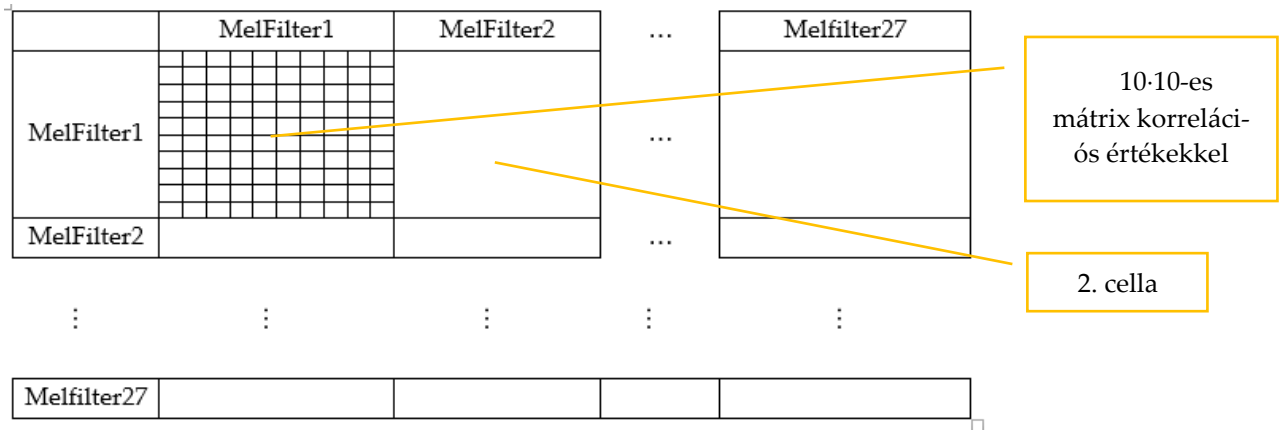 MelFilter1 MelFilter2 ... Melfilter27
MelFilter1 ...
MelFilter2 ...
⋮ ⋮ ⋮ ⋮ ⋮
Melfilter27
10·10-es
mátrix korreláci-
ós értékekkel
2. cella